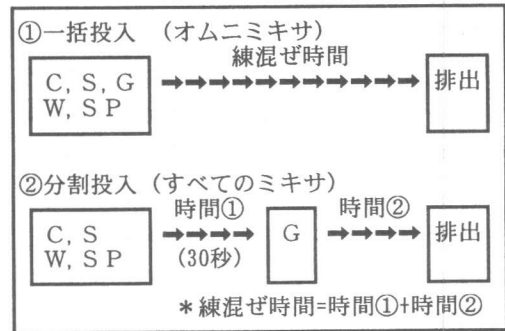 ①一括投入 (オムニミキサ)
練混ぜ時間
C, S, G
W, S P
排出
②分割投入 (すべてのミキサ)
時間①
時間②
C, S
W, S P
(30秒)
G
排出
*練混ぜ時間=時間①+時間②